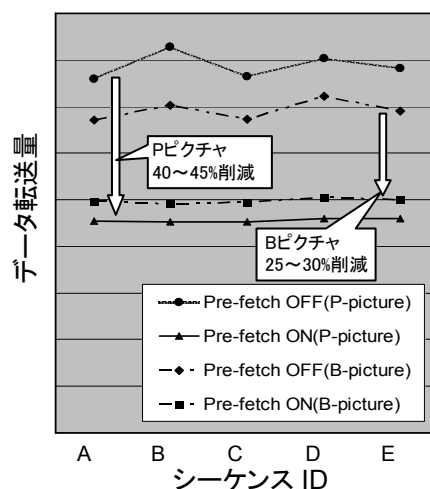 データ転送量
Pピクチャ
40～45%削減
Bピクチャ
25～30%削減
Pre-fetch OFF(P-picture)
Pre-fetch ON(P-picture)
Pre-fetch OFF(B-picture)
Pre-fetch ON(B-picture)
A B C D E
シーケンス ID